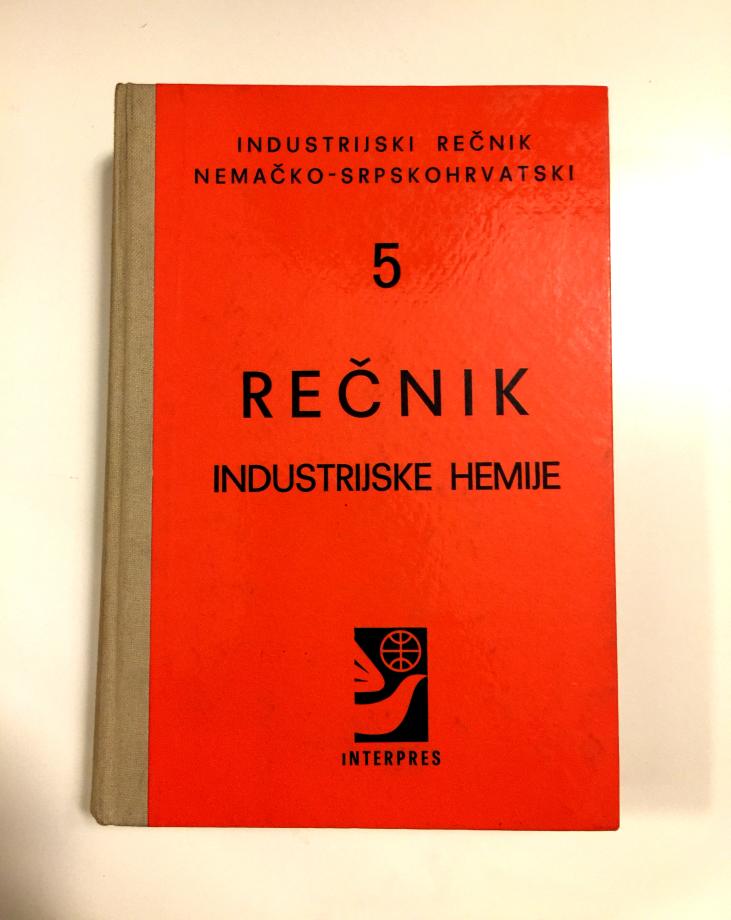 INDUSTRIJSKI REČNIK
NEMAČKO-SRPSKOHRVATSKI
5
REČNIK
INDUSTRIJSKE HEMIJE
INTERPRES